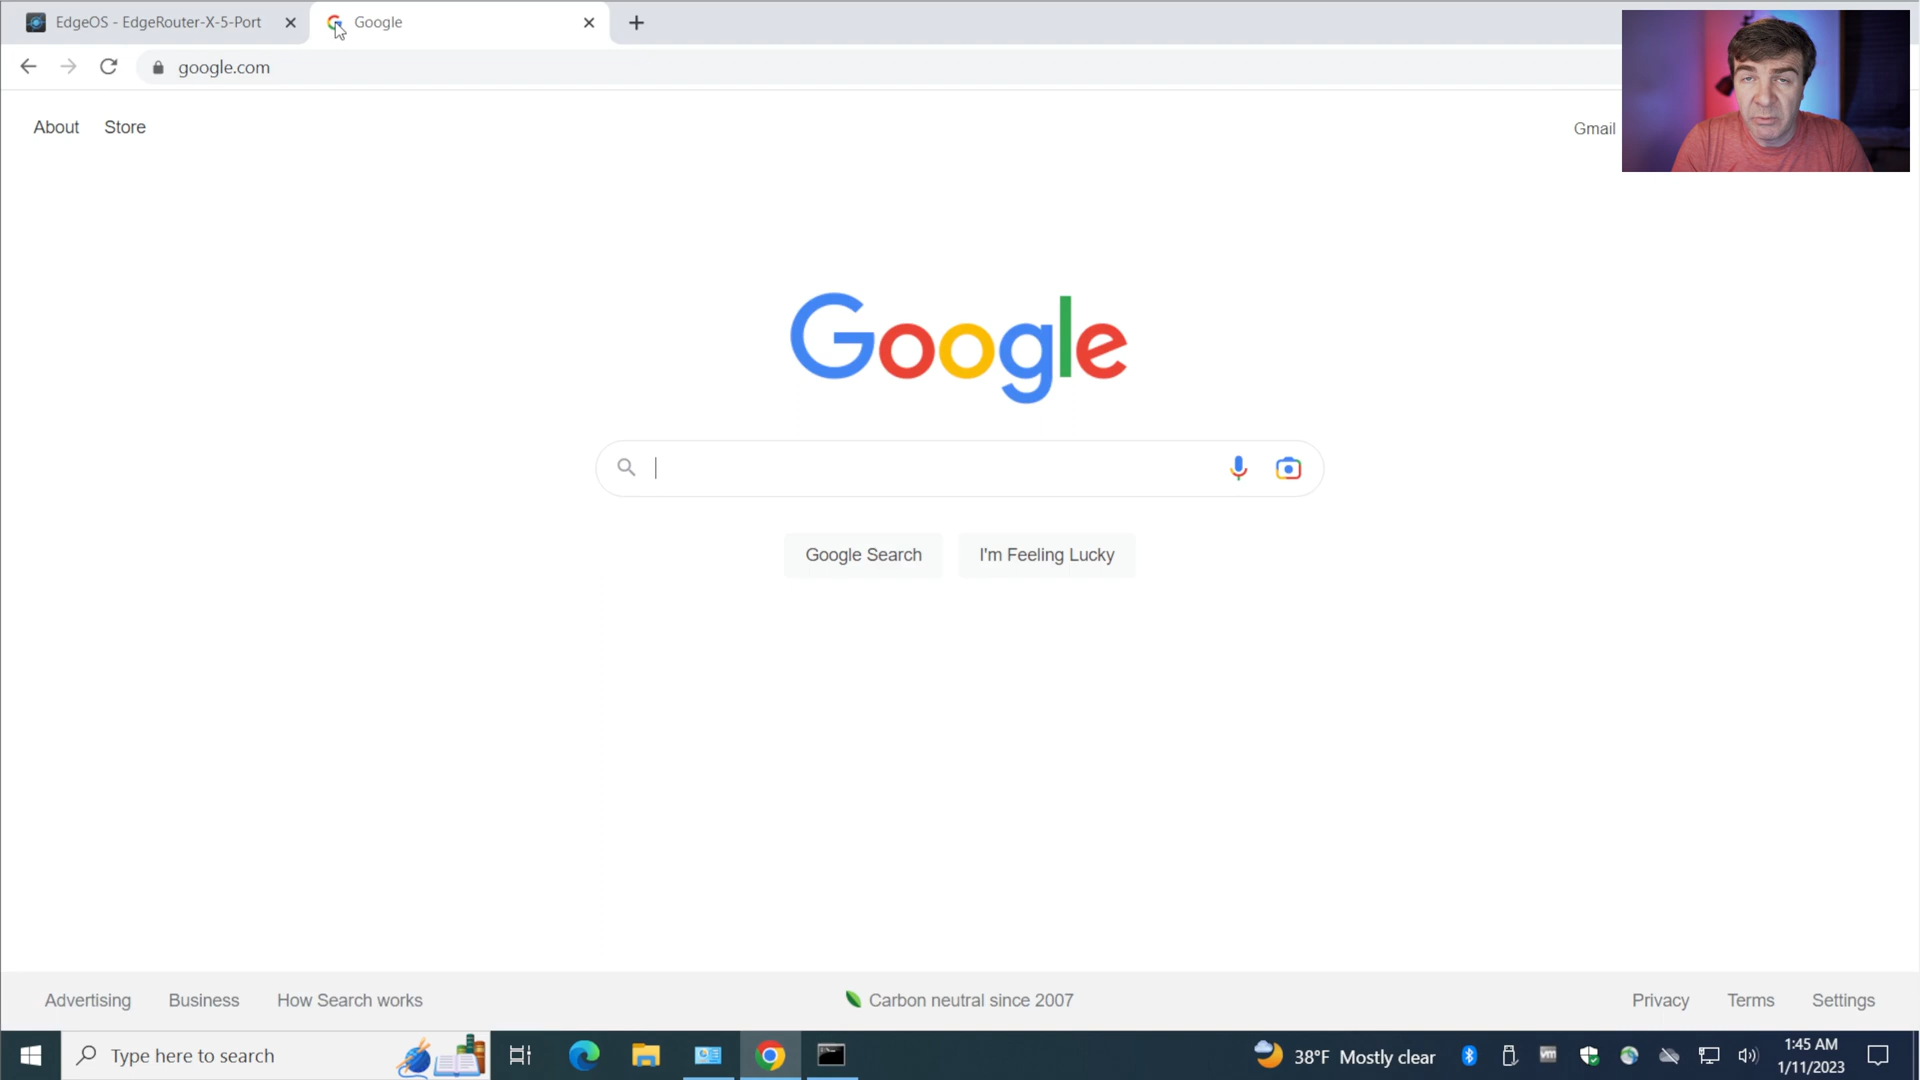 EdgeOS - EdgeRouter-X-5-Port
Google
google.com
About
Store
Gmail
Google
Google Search
I'm Feeling Lucky
Advertising
Business
How Search works
Carbon neutral since 2007
Privacy
Terms
Settings
Type here to search
38°F Mostly clear
vm
1:45 AM
1/11/2023